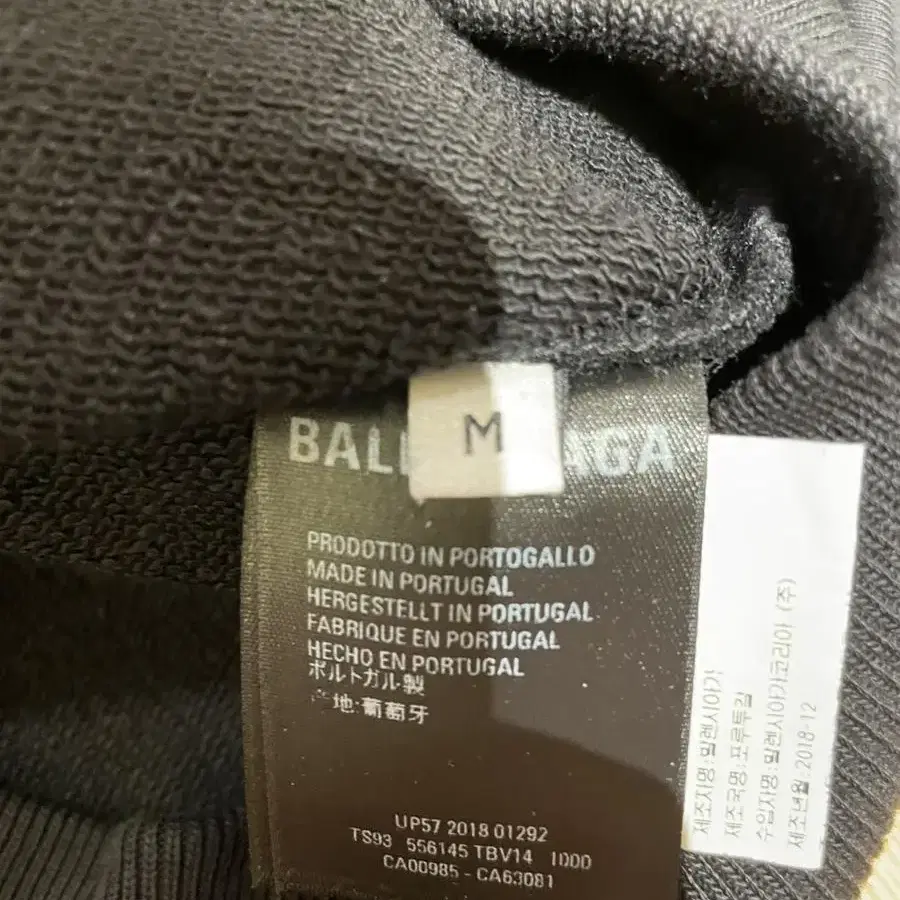 M
BAL AGA
PRODOTTO IN PORTOGALLO
MADE IN PORTUGAL
HERGESTELLT IN PORTUGAL
FABRIQUE EN PORTUGAL
HECHO EN PORTUGAL
ポルトガル製
地:葡萄牙
UP57 2018 01292
TS93 556145 TBV14 1000
CA00985 - CA63081
제조자명:발렌시아가
제조국명:포르투갈
수입자명:발렌시아가코리아 (주)
제조년월:2018-12